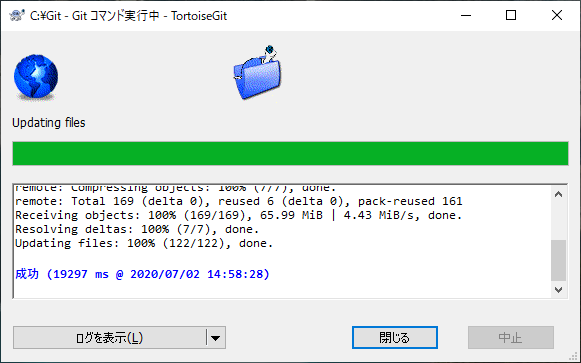 C:¥Git - Git コマンド実行中 - TortoiseGit
Updating files
remote: Compressing objects: 100% (7/7), done.
remote: Total 169 (delta 0), reused 6 (delta 0), pack-reused 161
Receiving objects: 100% (169/169), 65.99 MiB | 4.43 MiB/s, done.
Resolving deltas: 100% (7/7), done.
Updating files: 100% (122/122), done.
成功 (19297 ms @ 2020/07/02 14:58:28)
ログを表示(L)
閉じる
中止